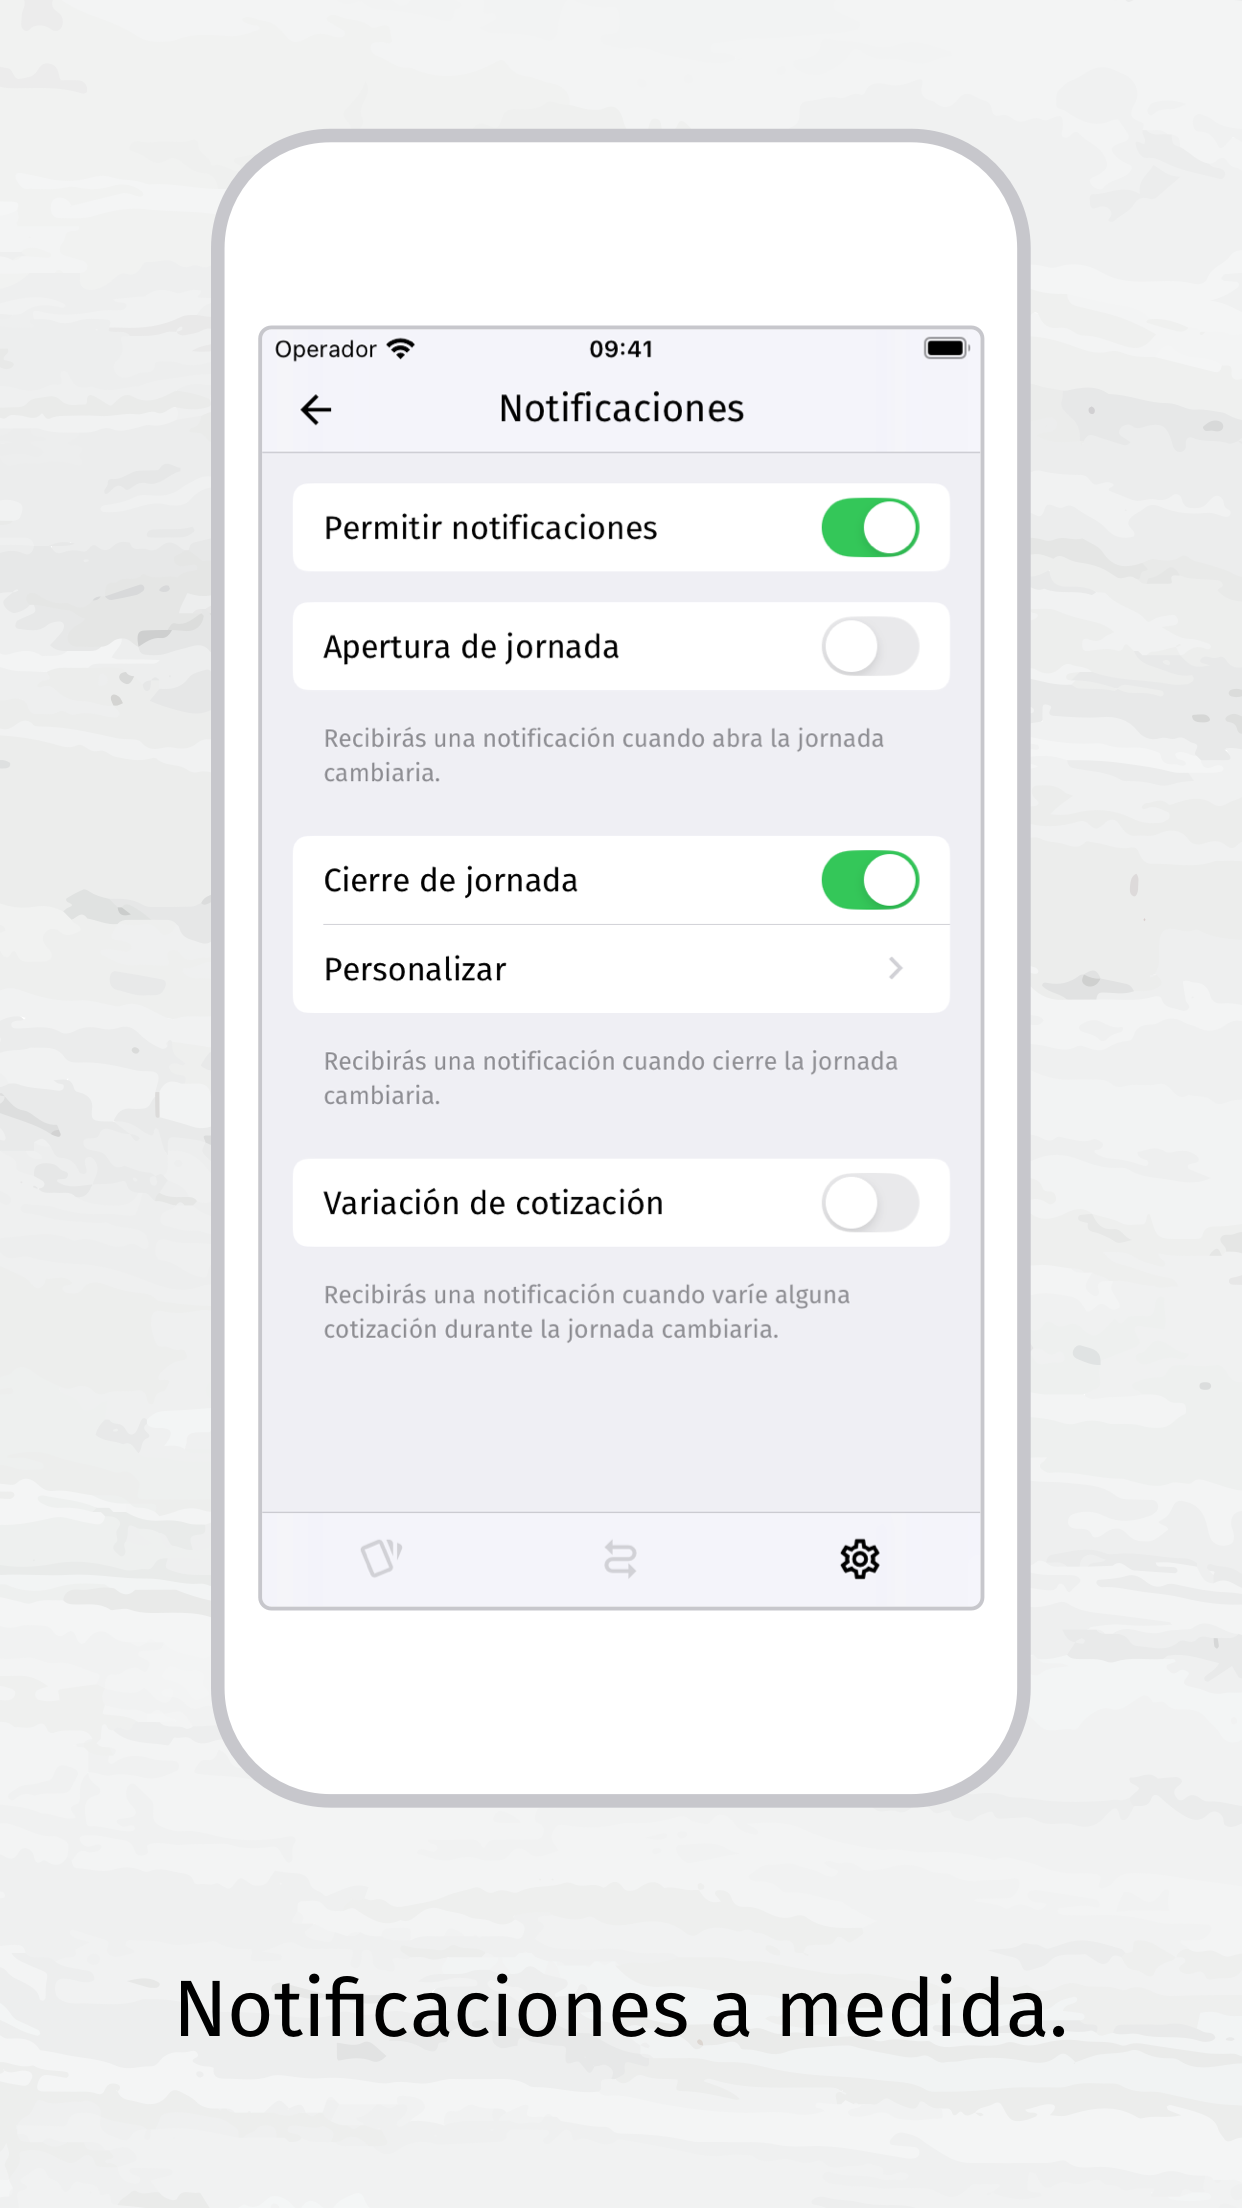 Operador
09:41
Notificaciones
Permitir notificaciones
Apertura de jornada
Recibirás una notificación cuando abra la jornada
cambiaria.
Cierre de jornada
Personalizar
Recibirás una notificación cuando cierre la jornada
cambiaria.
Variación de cotización
Recibirás una notificación cuando varíe alguna
cotización durante la jornada cambiaria.
Notificaciones a medida.